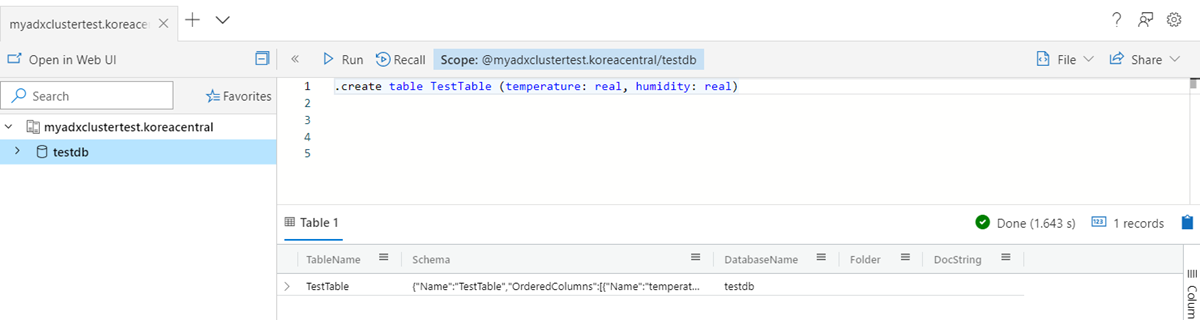 myadxclustertest.koreace
Open in Web UI
Run Recall Scope: @myadxclustertest.koreacentral/testdb File Share
Search Favorites
myadxclustertest.koreacentral
testdb
1 .create table TestTable (temperature: real, humidity: real)
2
3
4
5
Table 1 Done (1.643 s) 123 1 records
TableName Schema DatabaseName Folder DocString
TestTable {"Name":"TestTable","OrderedColumns":[{"Name":"temperat... testdb
Colum